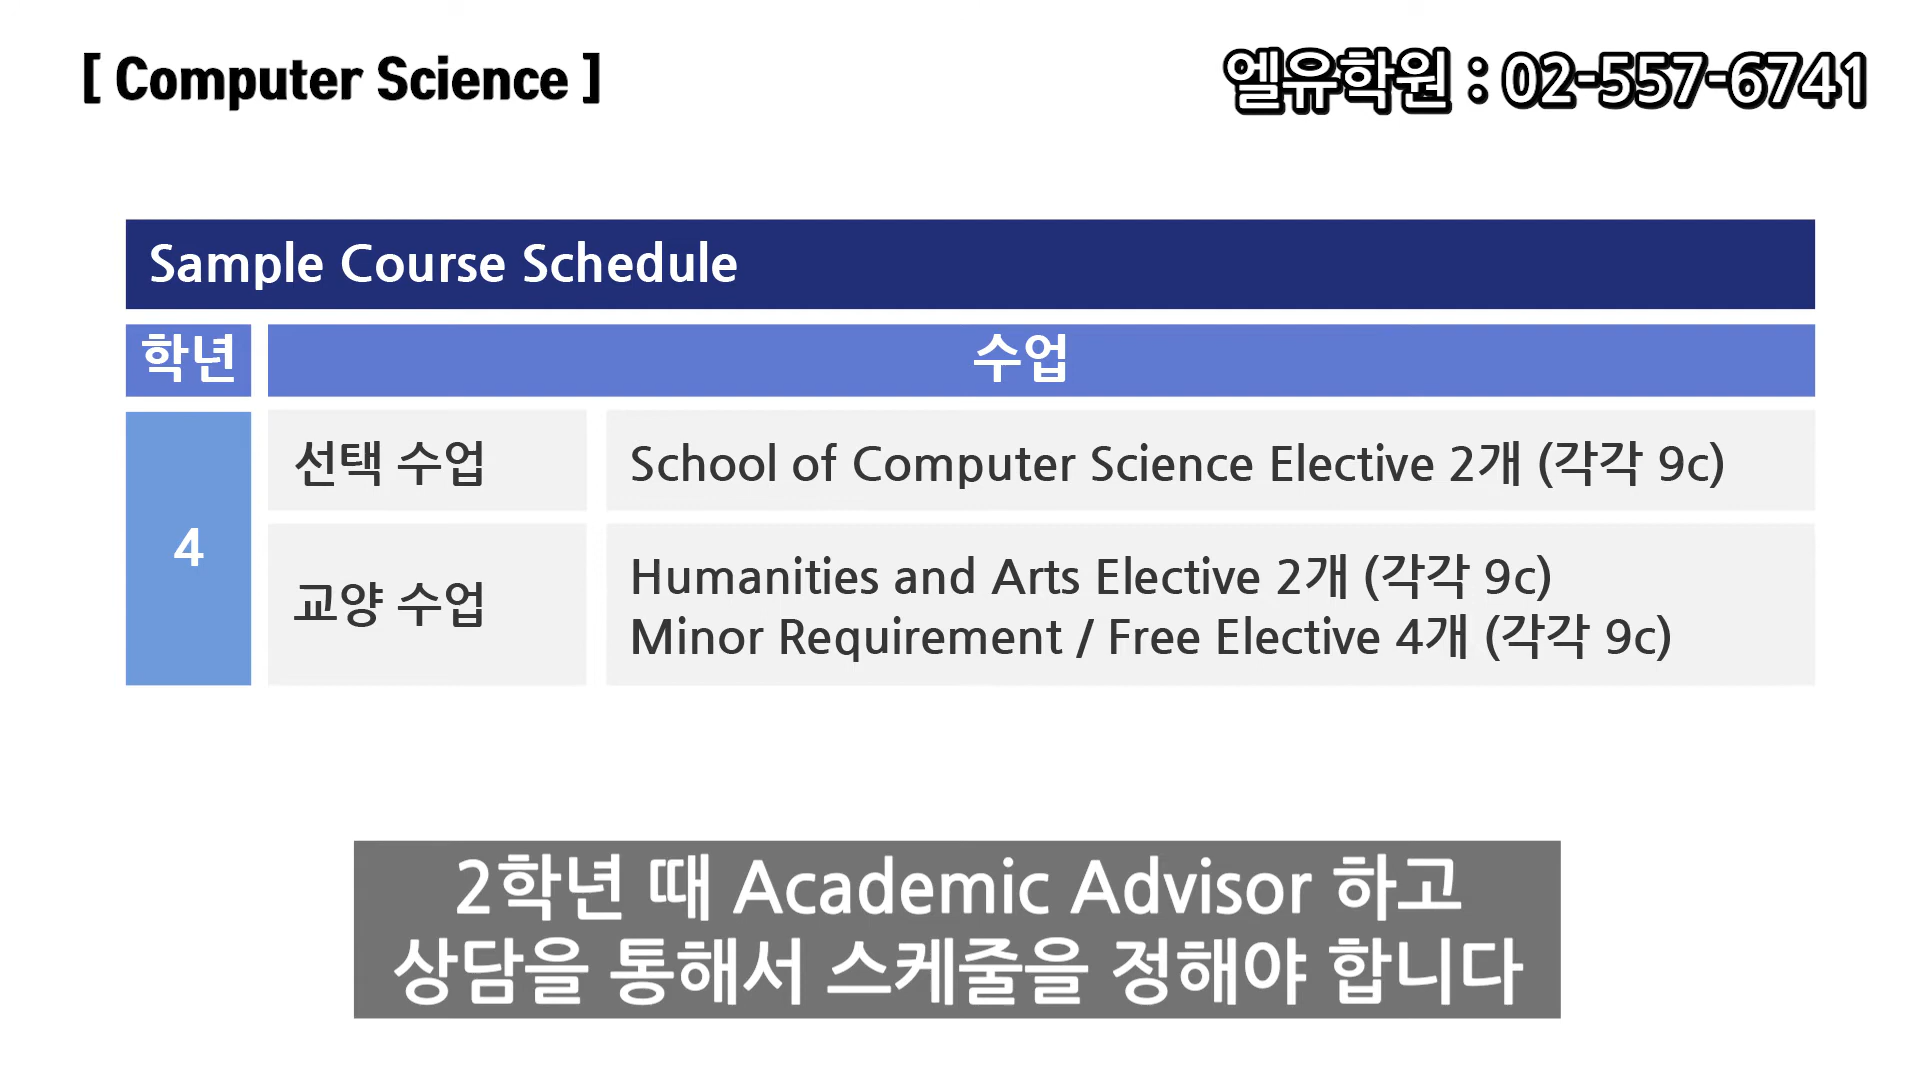 [ Computer Science ]
엘유학원 : 02-557-6741
Sample Course Schedule
학년
수업
4
선택 수업
School of Computer Science Elective 2개 (각각 9c)
교양 수업
Humanities and Arts Elective 2개 (각각 9c)
Minor Requirement / Free Elective 4개 (각각 9c)
2학년 때 Academic Advisor 하고
상담을 통해서 스케줄을 정해야 합니다